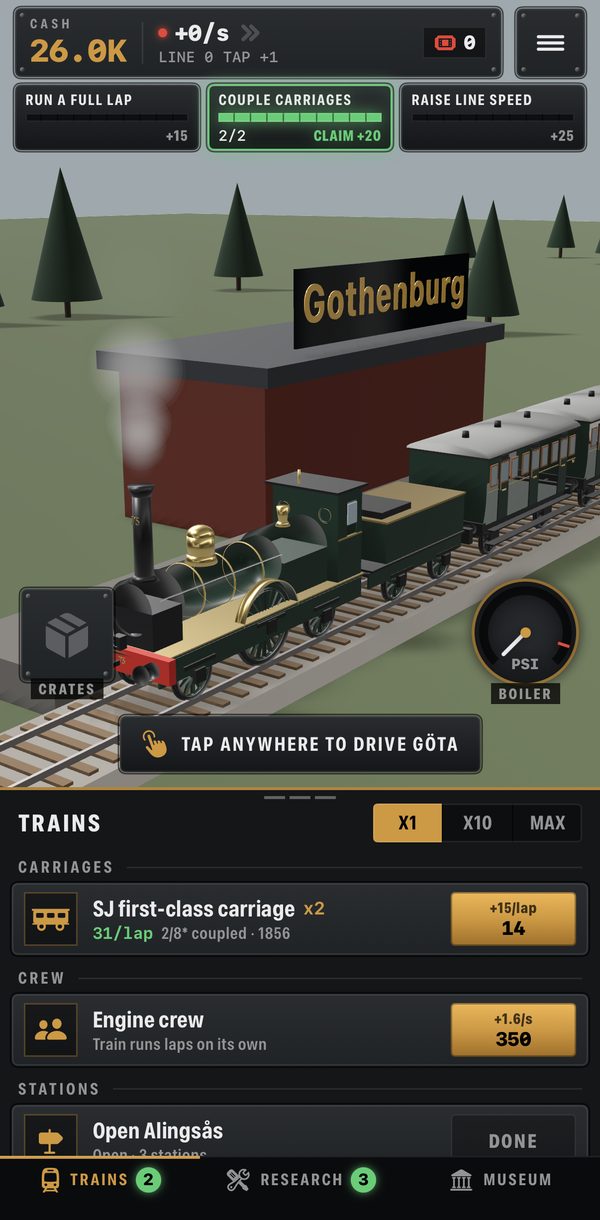 CASH
26.0K
+0/s
LINE 0 TAP +1
0
RUN A FULL LAP
+15
COUPLE CARRIAGES
2/2 CLAIM +20
RAISE LINE SPEED
+25
Gothenburg
CRATES
PSI
BOILER
TAP ANYWHERE TO DRIVE GÖTA
TRAINS
X1 X10 MAX
CARRIAGES
SJ first-class carriage x2
31/lap 2/8* coupled · 1856
+15/lap
14
CREW
Engine crew
Train runs laps on its own
+1.6/s
350
STATIONS
Open Alingsås
Open · 3 stations
DONE
TRAINS 2
RESEARCH 3
MUSEUM